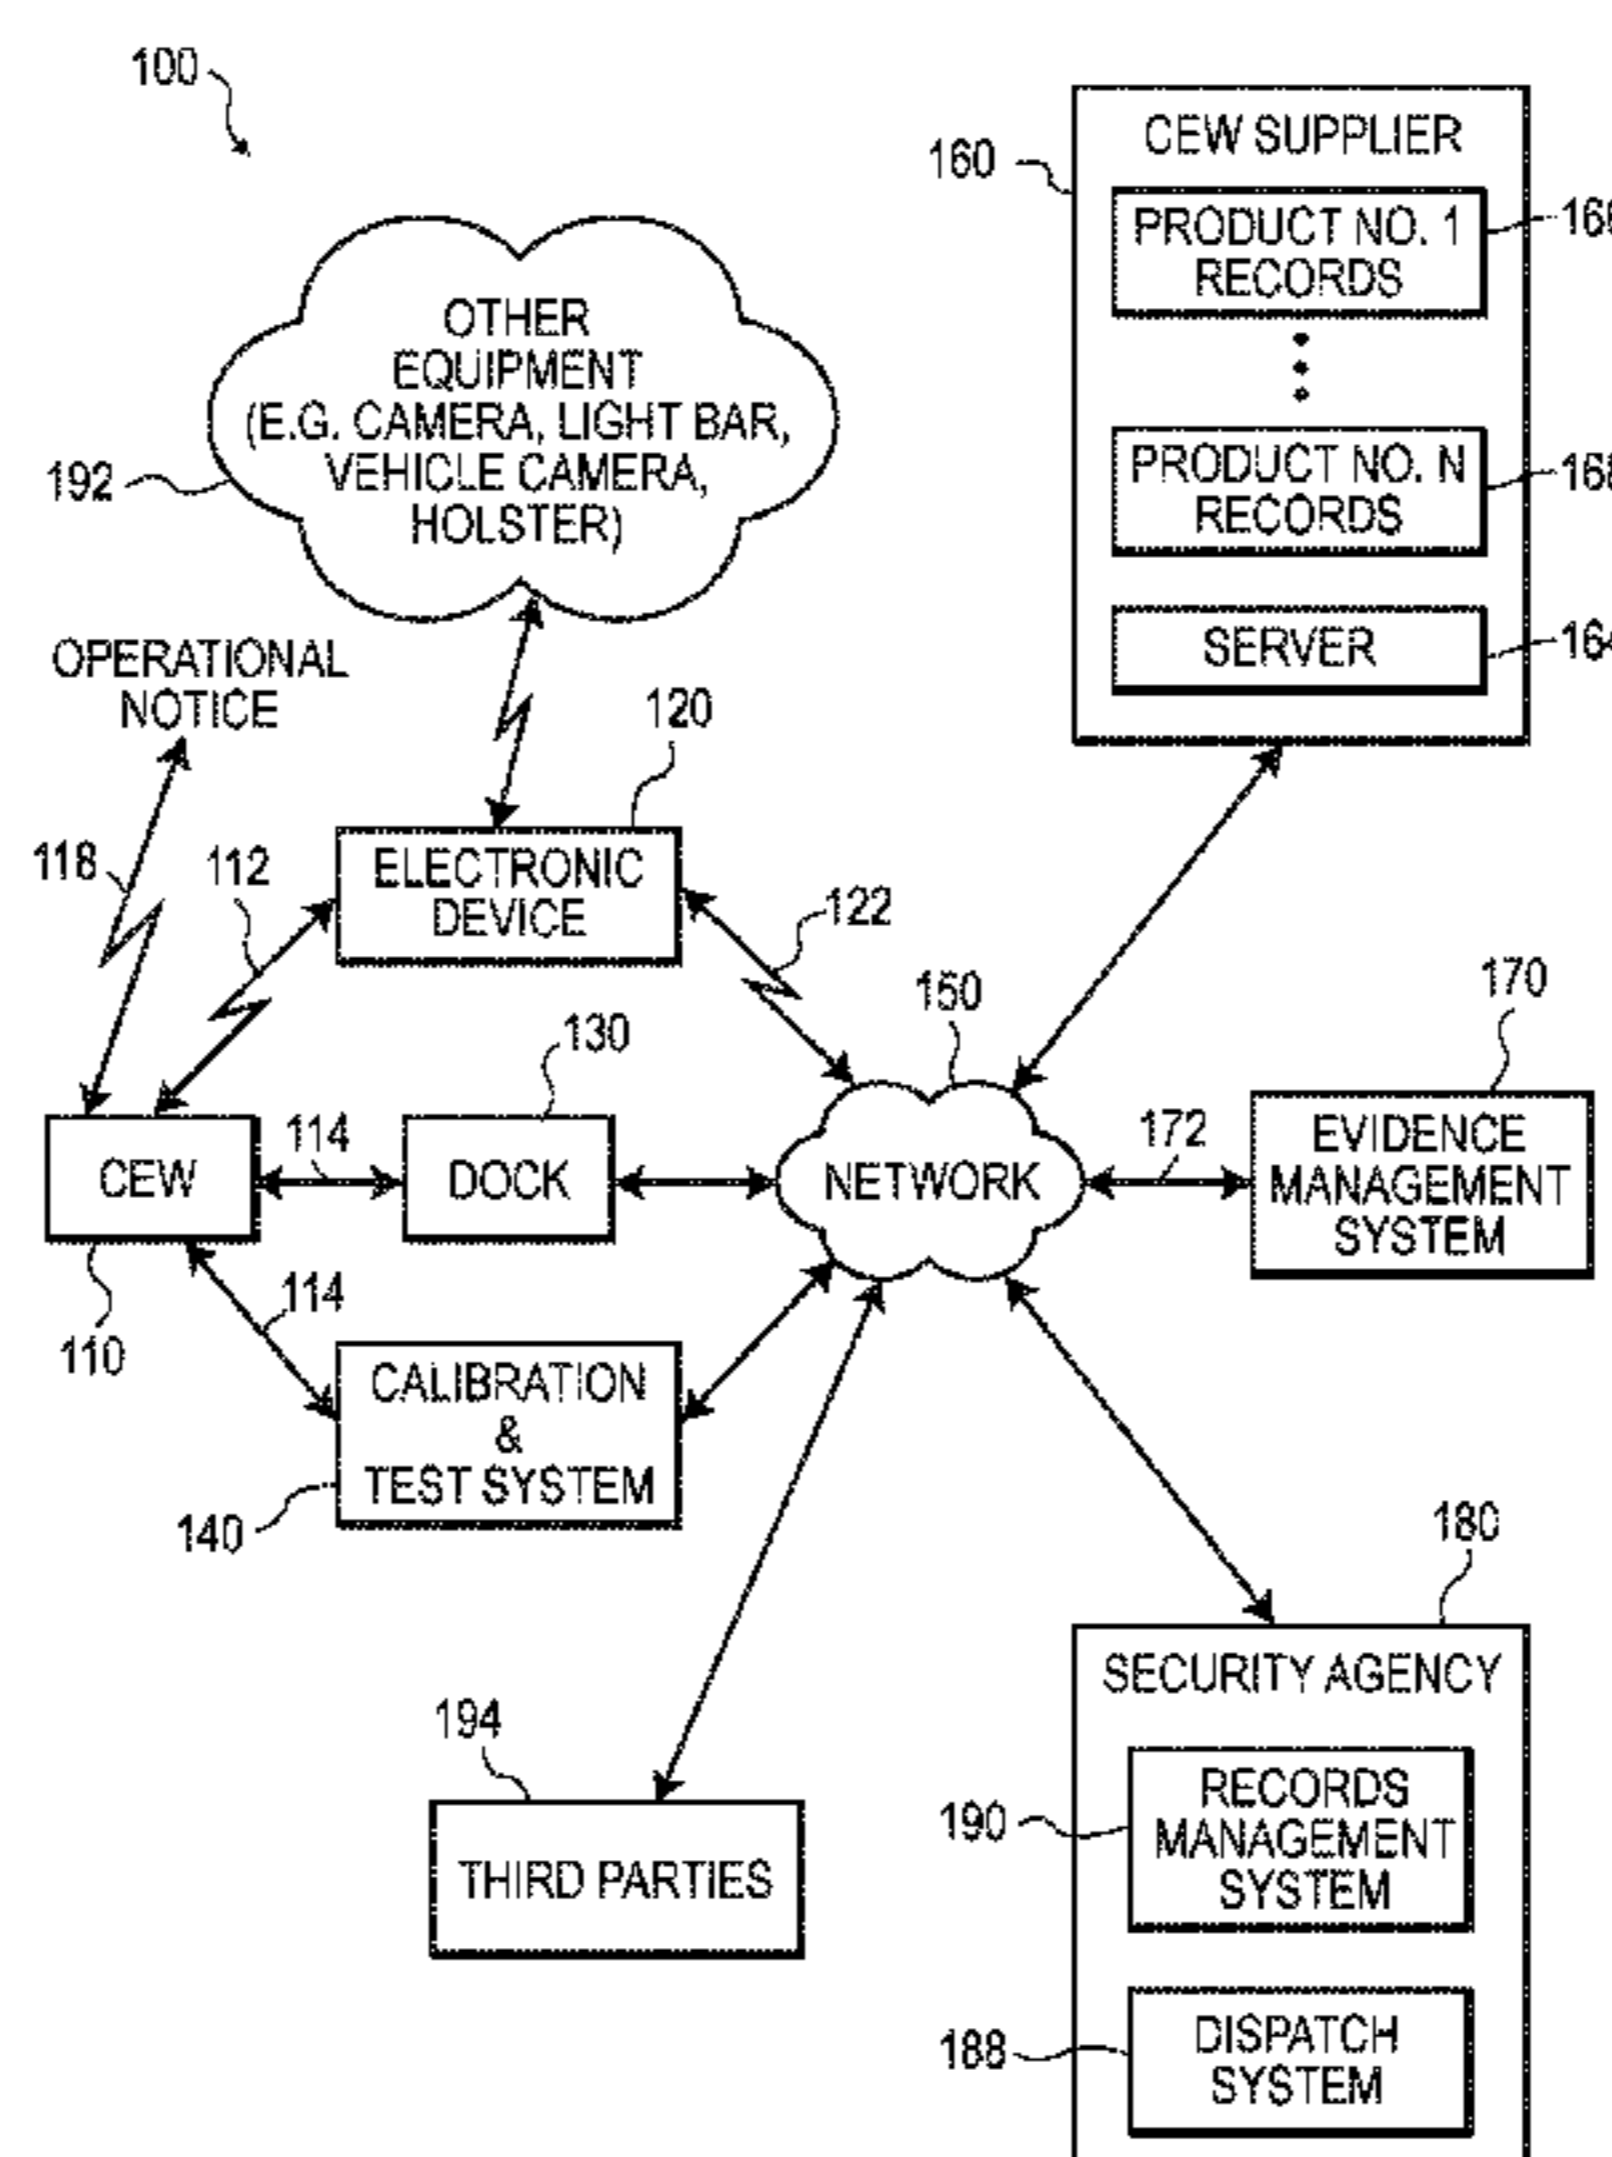 100
CEW SUPPLIER
160
PRODUCT NO. 1
RECORDS
OTHER
EQUIPMENT
(E.G. CAMERA, LIGHT BAR,
VEHICLE CAMERA,
HOLSTER)
192
PRODUCT NO. N
RECORDS
SERVER
OPERATIONAL
NOTICE
120
118
112
ELECTRONIC
DEVICE
122
150
170
130
CEW
114
DOCK
NETWORK
172
EVIDENCE
MANAGEMENT
SYSTEM
110
114
CALIBRATION
&
TEST SYSTEM
140
180
SECURITY AGENCY
194
THIRD PARTIES
190
RECORDS
MANAGEMENT
SYSTEM
188
DISPATCH
SYSTEM